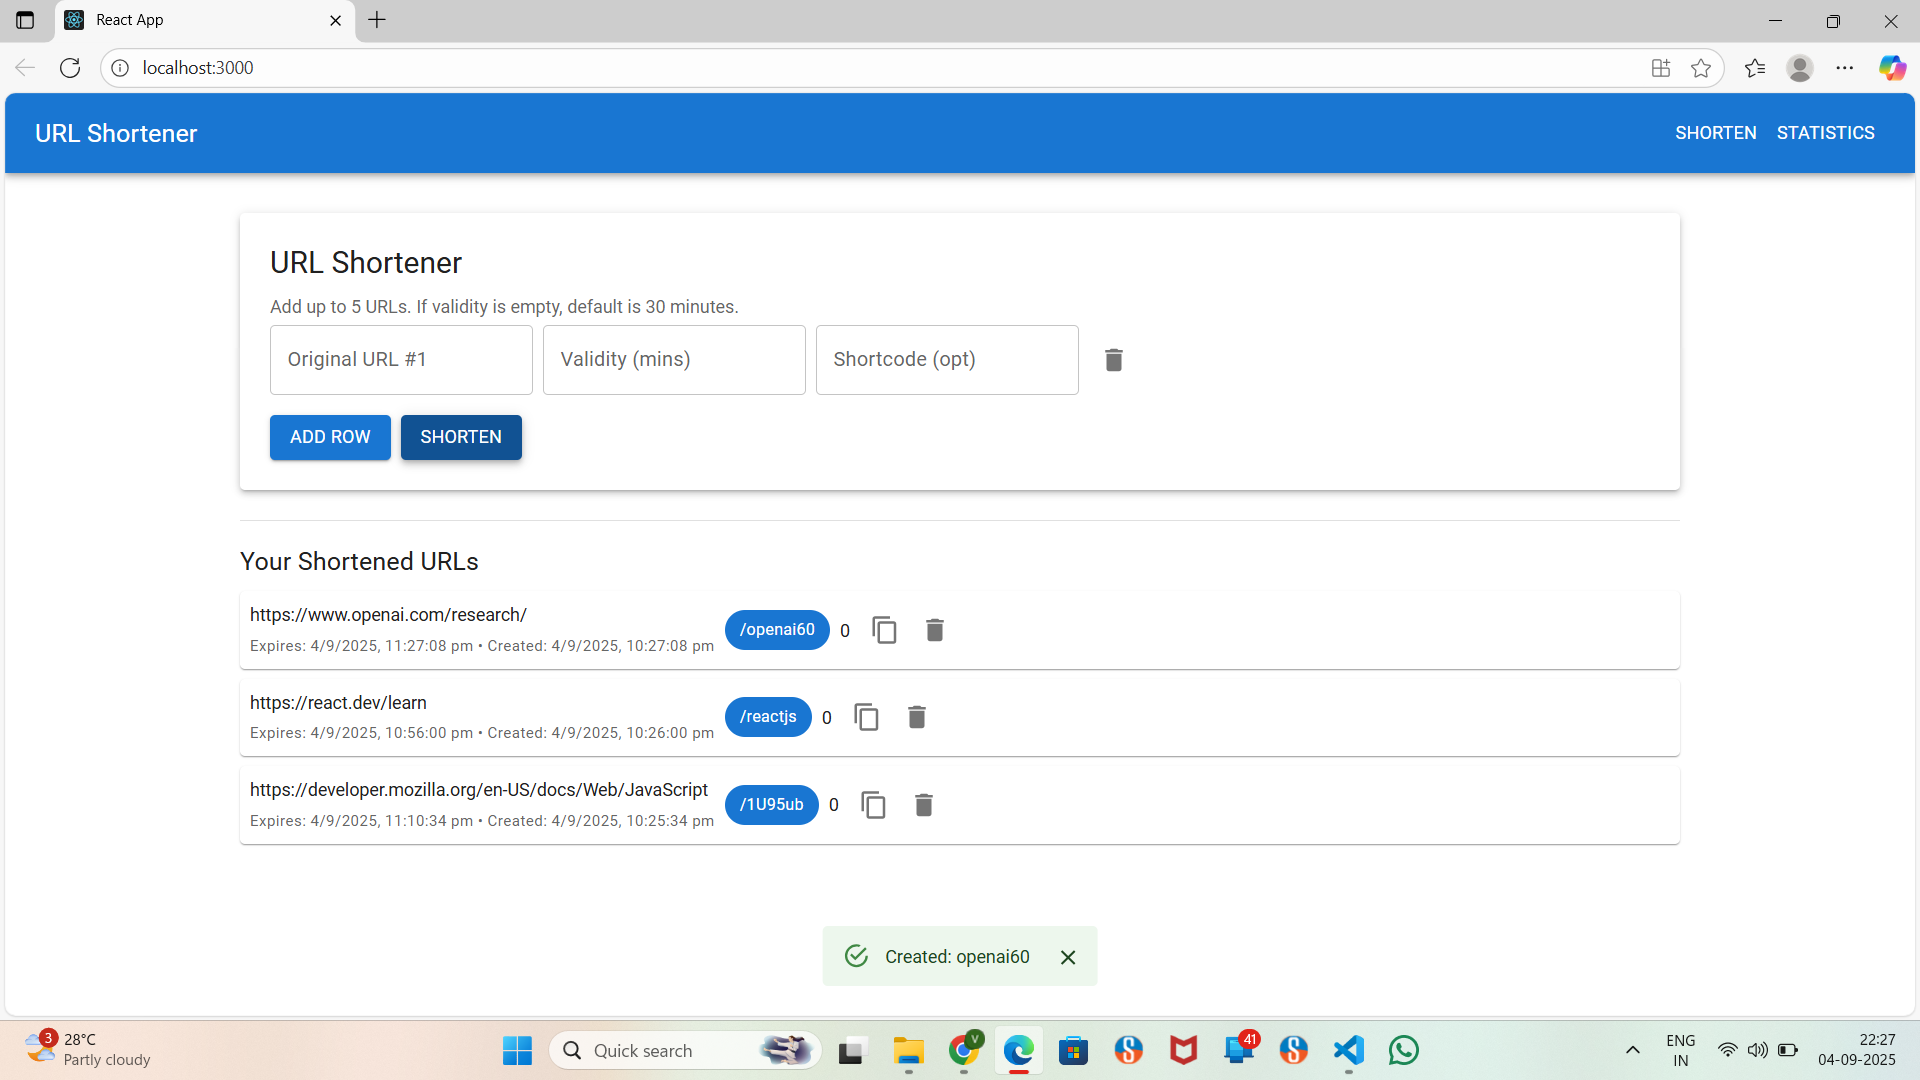 React App
localhost:3000
URL Shortener
SHORTEN STATISTICS
URL Shortener
Add up to 5 URLs. If validity is empty, default is 30 minutes.
Original URL #1 Validity (mins) Shortcode (opt)
ADD ROW SHORTEN
Your Shortened URLs
https://www.openai.com/research/
Expires: 4/9/2025, 11:27:08 pm • Created: 4/9/2025, 10:27:08 pm
/openai60 0
https://react.dev/learn
Expires: 4/9/2025, 10:56:00 pm • Created: 4/9/2025, 10:26:00 pm
/reactjs 0
https://developer.mozilla.org/en-US/docs/Web/JavaScript
Expires: 4/9/2025, 11:10:34 pm • Created: 4/9/2025, 10:25:34 pm
/1U95ub 0
Created: openai60
3
28°C
Partly cloudy
Quick search
V
41
ENG
IN
22:27
04-09-2025